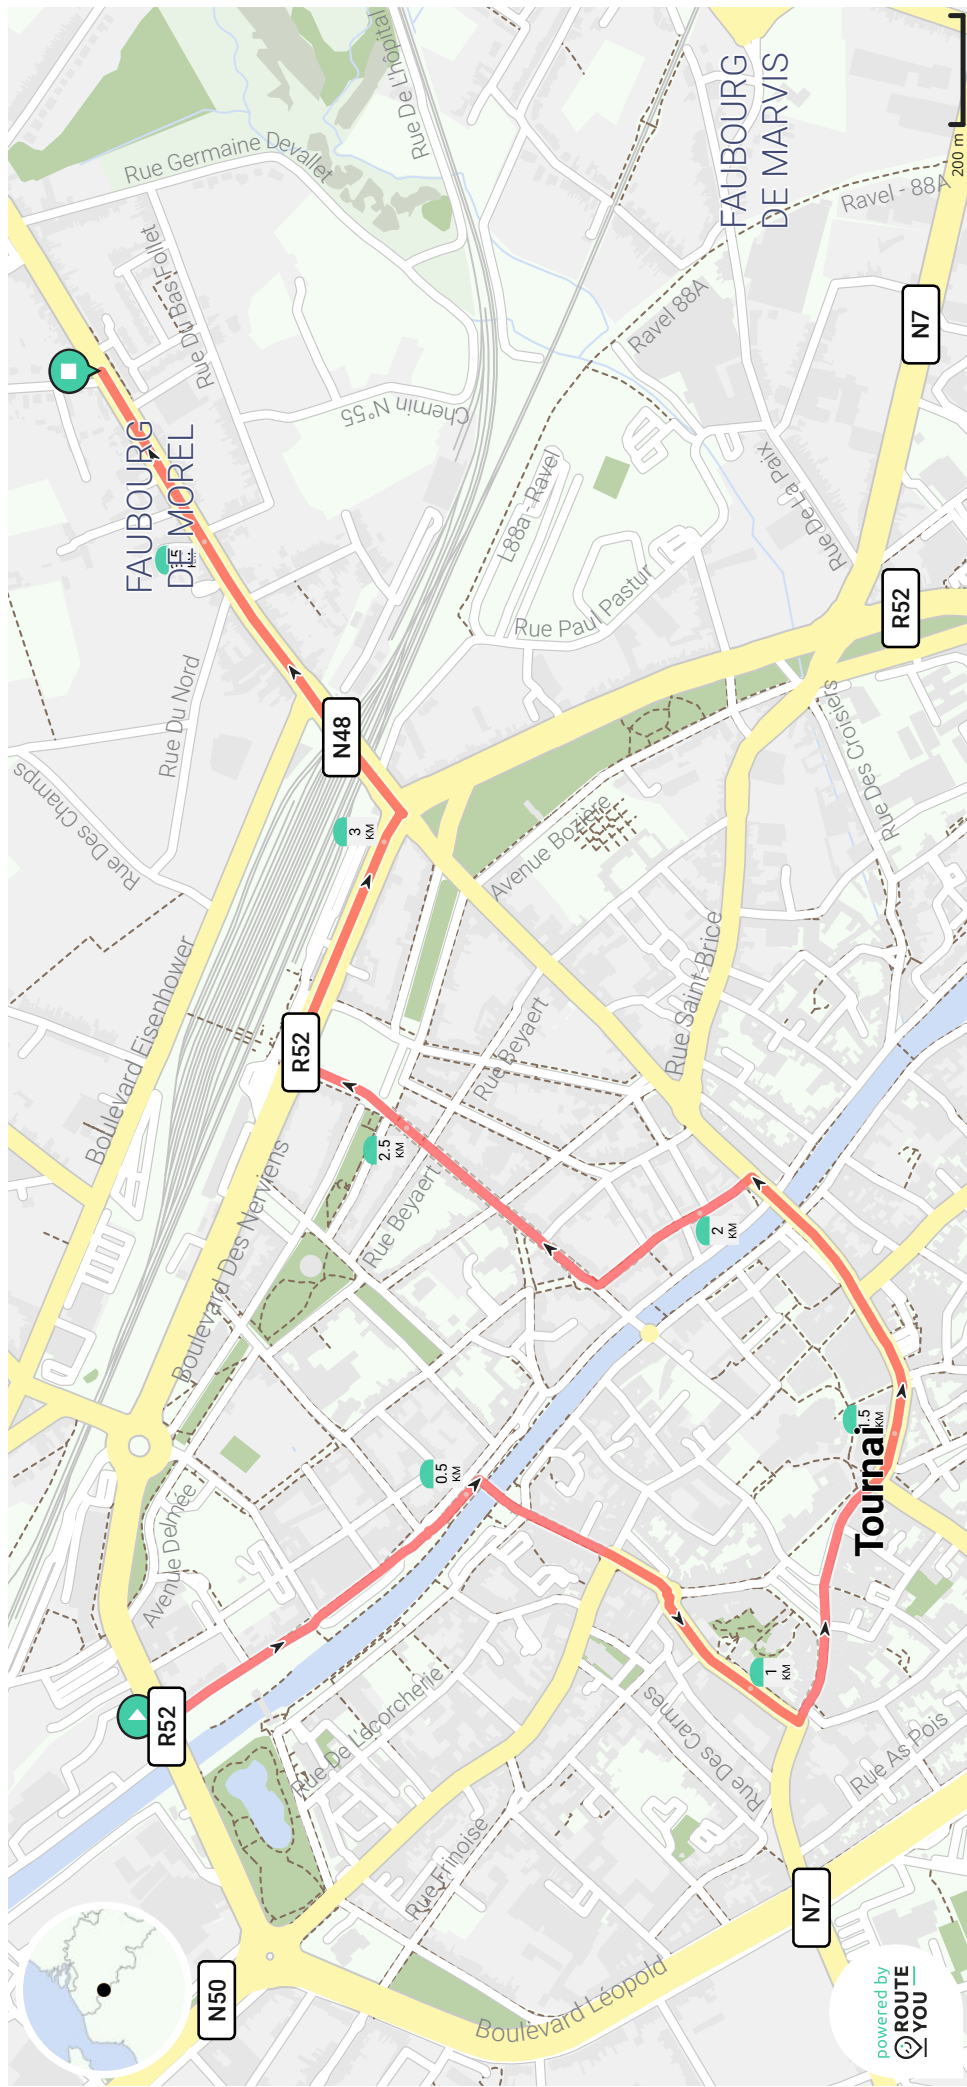 FAUBOURG
DE MARVIS
200 m
Ravel - 88A
Rue De L'hôpital
Rue Germaine Devallet
Rue Du Bas Follet
Ravel 88A
N7
Chemin N°55
FAUBOURG
DE MOREL
L88a - Ravel
Rue De La Paix
Rue Paul Pastur
R52
Rue Du Nord
N48
Rue Des Croisiers
Rue Des Champs
3
KM
Avenue Bozière
Boulevard Eisenhower
Rue Saint-Brice
R52
Rue Beyaert
2.5
KM
Rue Beyaert
Boulevard Des Nerviens
2
KM
1.5
KM
Tournai
0.5
KM
Avenue Delmée
1
KM
R52
Rue De L'écorcherie
Rue Des Carmes
Rue As Pois
Rue Frinoise
N7
N50
Boulevard Léopold
powered by
ROUTE
YOU